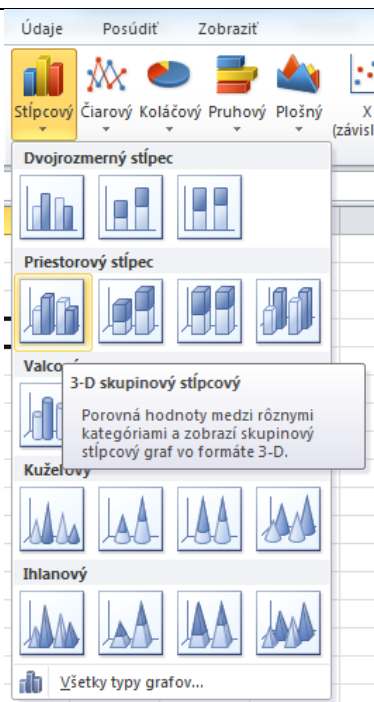 Údaje Posúdiť Zobraziť
Stĺpcový Čiarový Koláčový Pruhový Plošný X
(závisl
Dvojrozmerný stĺpec
Priestorový stĺpec
3-D skupinový stĺpcový
Porovná hodnoty medzi rôznymi
kategóriami a zobrazí skupinový
stĺpcový graf vo formáte 3-D.
Kužeľový
Ihlanový
Všetky typy grafov...